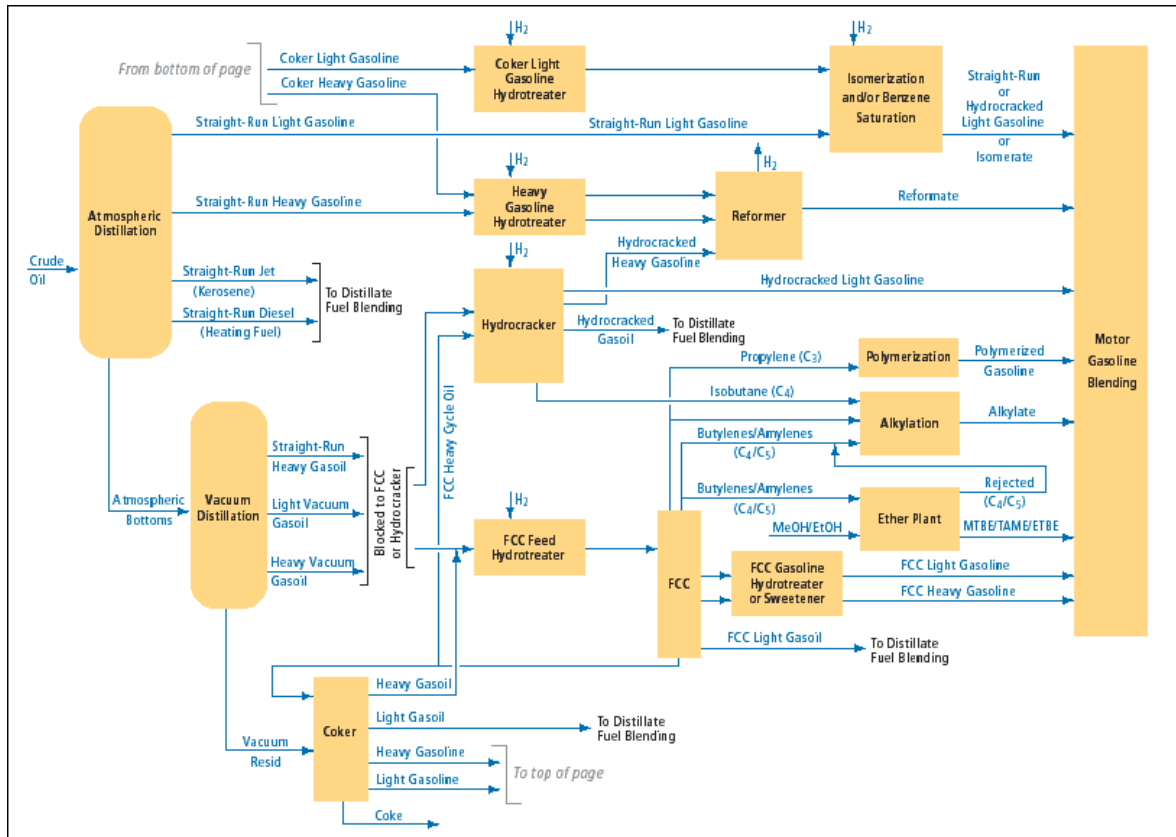 From bottom of page
Coker Light Gasoline
Coker Heavy Gasoline
H2
Coker Light
Gasoline
Hydrotreater
H2
Isomerization
and/or Benzene
Saturation
Straight-Run
or
Hydrocracked
Light Gasoline
or
Isomerate
Straight-Run Light Gasoline
Straight-Run Light Gasoline
H2
H2
Heavy
Gasoline
Hydrotreater
Reformer
Reformate
Atmospheric
Distillation
Straight-Run Heavy Gasoline
Crude
Oil
Straight-Run Jet
(Kerosene)
Straight-Run Diesel
(Heating Fuel)
To Distillate
Fuel Blending
H2
Hydrocracked
Heavy Gasoline
Hydrocracked Light Gasoline
Hydrocracker
Hydrocracked
Gasoil
To Distillate
Fuel Blending
Motor
Gasoline
Blending
Propylene (C3)
Polymerization
Polymerized
Gasoline
Isobutane (C4)
Alkylation
Alkylate
FCC Heavy Cycle Oil
Butylenes/Amylenes
(C4/C5)
Straight-Run
Heavy Gasoil
Light Vacuum
Gasoil
Heavy Vacuum
Gasoil
Blocked to FCC
or Hydrocracker
Atmospheric
Bottoms
Vacuum
Distillation
H2
FCC Feed
Hydrotreater
Butylenes/Amylenes
(C4/C5)
Rejected
(C4/C5)
MeOH/EtOH
Ether Plant
MTBE/TAME/ETBE
FCC
FCC Gasoline
Hydrotreater
or Sweetener
FCC Light Gasoline
FCC Heavy Gasoline
FCC Light Gasoil
To Distillate
Fuel Blending
Heavy Gasoil
Coker
Light Gasoil
To Distillate
Fuel Blending
Vacuum
Resid
Heavy Gasoline
Light Gasoline
To top of page
Coke